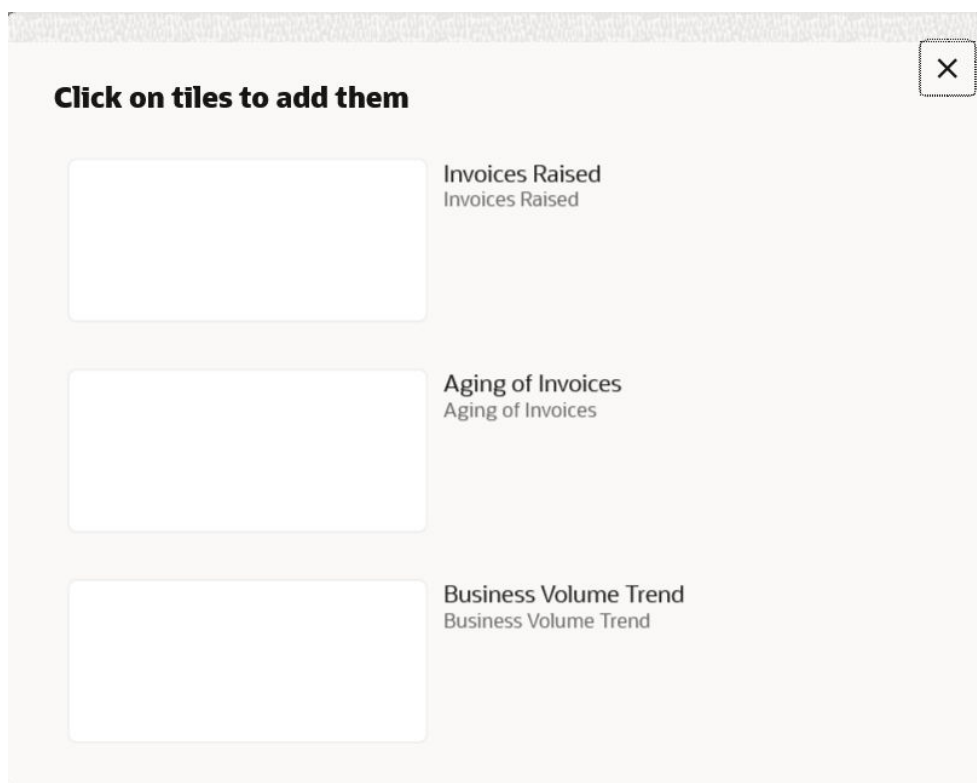 Click on tiles to add them
Invoices Raised
Invoices Raised
Aging of Invoices
Aging of Invoices
Business Volume Trend
Business Volume Trend